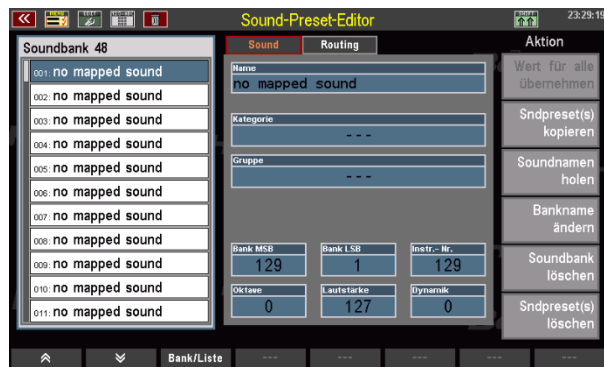 Sound-Preset-Editor
23:29:19
Soundbank 48
001: no mapped sound
002: no mapped sound
003: no mapped sound
004: no mapped sound
005: no mapped sound
006: no mapped sound
007: no mapped sound
008: no mapped sound
009: no mapped sound
010: no mapped sound
011: no mapped sound
Sound
Routing
Name
no mapped sound
Kategorie
---
Gruppe
---
Bank MSB
129
Bank LSB
1
Instr.- Nr.
129
Oktave
0
Lautstärke
127
Dynamik
0
Aktion
Wert für alle
übernehmen
Sndpreset(s)
kopieren
Soundnamen
holen
Bankname
ändern
Soundbank
löschen
Sndpreset(s)
löschen
Bank/Liste
---
---
---
---
---